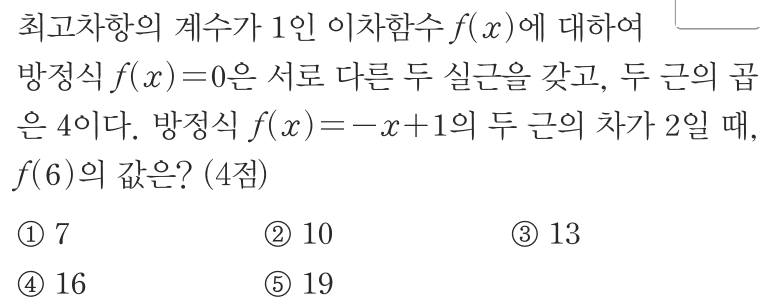 최고차항의 계수가 1인 이차함수 f(x)에 대하여
방정식 f(x)=0은 서로 다른 두 실근을 갖고, 두 근의 곱
은 4이다. 방정식 f(x)=-x+1의 두 근의 차가 2일 때,
f(6)의 값은? (4점)
① 7 ② 10 ③ 13
④ 16 ⑤ 19